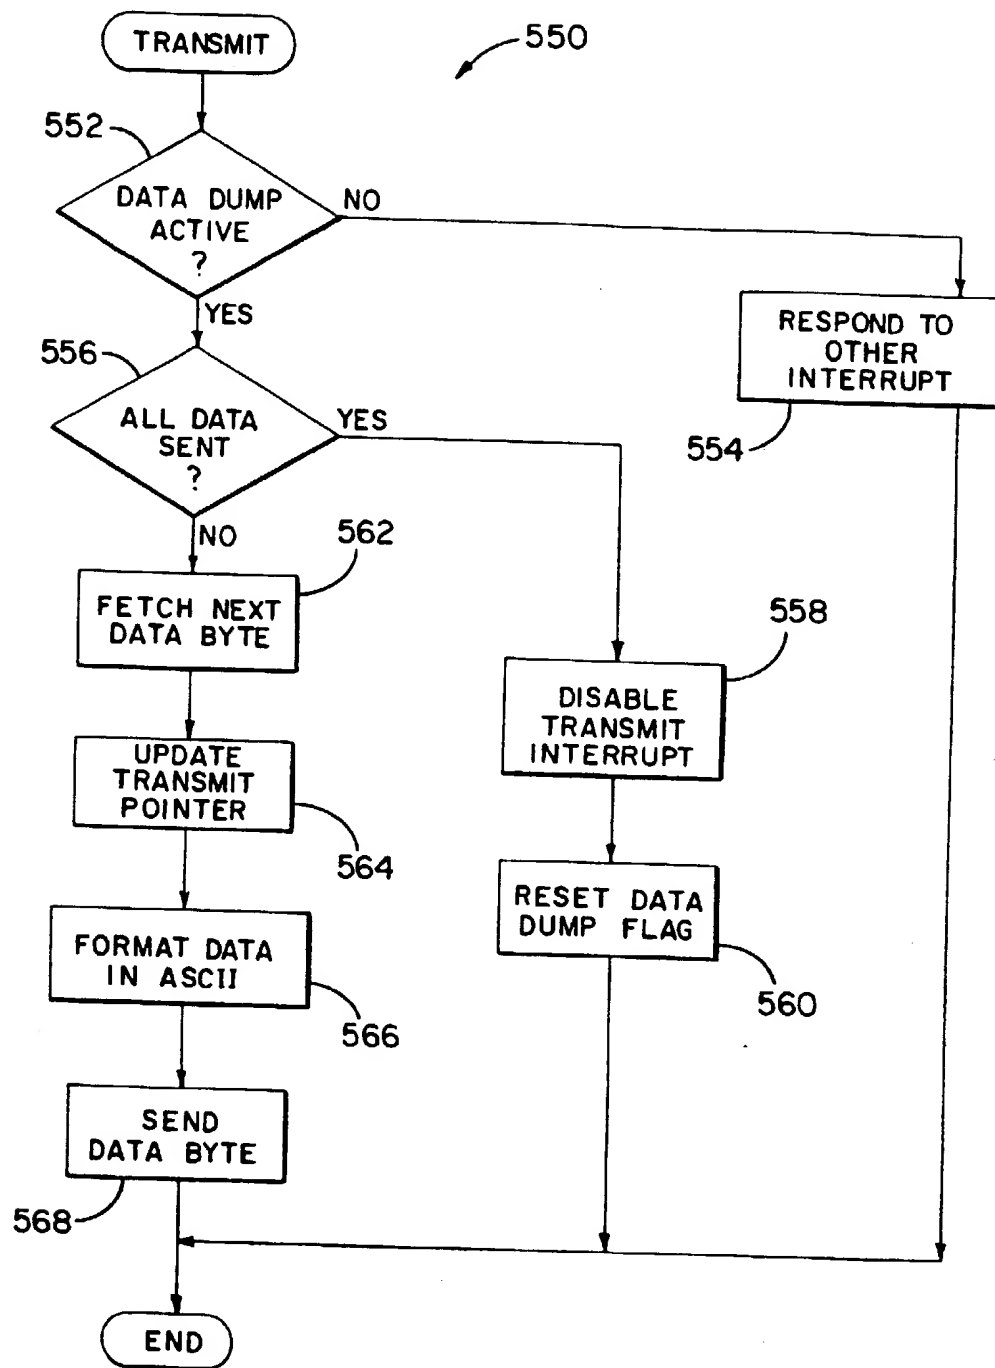 TRANSMIT
550
552
DATA DUMP
ACTIVE
?
NO
YES
RESPOND TO
OTHER
INTERRUPT
554
556
ALL DATA
SENT
?
YES
NO
562
FETCH NEXT
DATA BYTE
558
DISABLE
TRANSMIT
INTERRUPT
UPDATE
TRANSMIT
POINTER
564
RESET DATA
DUMP FLAG
560
FORMAT DATA
IN ASCII
566
SEND
DATA BYTE
568
END